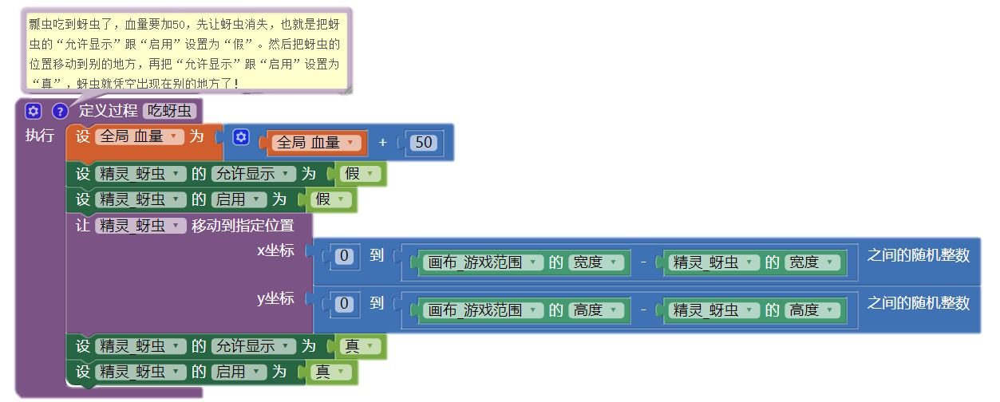 瓢虫吃到蚜虫了，血量要加50，先让蚜虫消失，也就是把蚜
虫的“允许显示”跟“启用”设置为“假”。然后把蚜虫的
位置移动到别的地方，再把“允许显示”跟“启用”设置为
“真”，蚜虫就凭空出现在别的地方了！
? 定义过程 吃蚜虫
执行 设 全局 血量 为 全局 血量 + 50
设 精灵_蚜虫 的 允许显示 为 假
设 精灵_蚜虫 的 启用 为 假
让 精灵_蚜虫 移动到指定位置
x坐标 0 到 画布_游戏范围 的 宽度 - 精灵_蚜虫 的 宽度 之间的随机整数
y坐标 0 到 画布_游戏范围 的 高度 - 精灵_蚜虫 的 高度 之间的随机整数
设 精灵_蚜虫 的 允许显示 为 真
设 精灵_蚜虫 的 启用 为 真